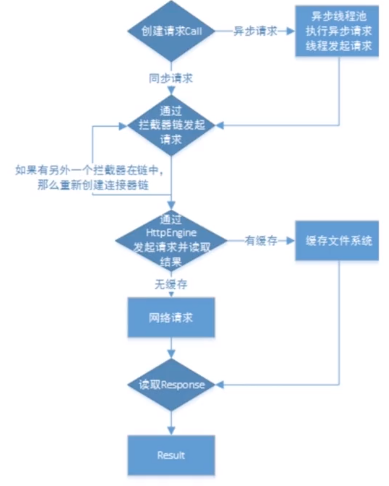 创建请求Call
异步请求
异步线程池
执行异步请求
线程发起请求
同步请求
通过
拦截器链发起
请求
如果有另外一个拦截器在链中，
那么重新创建连接器链
通过
HttpEngine
发起请求并读取
结果
有缓存
缓存文件系统
无缓存
网络请求
读取Response
Result